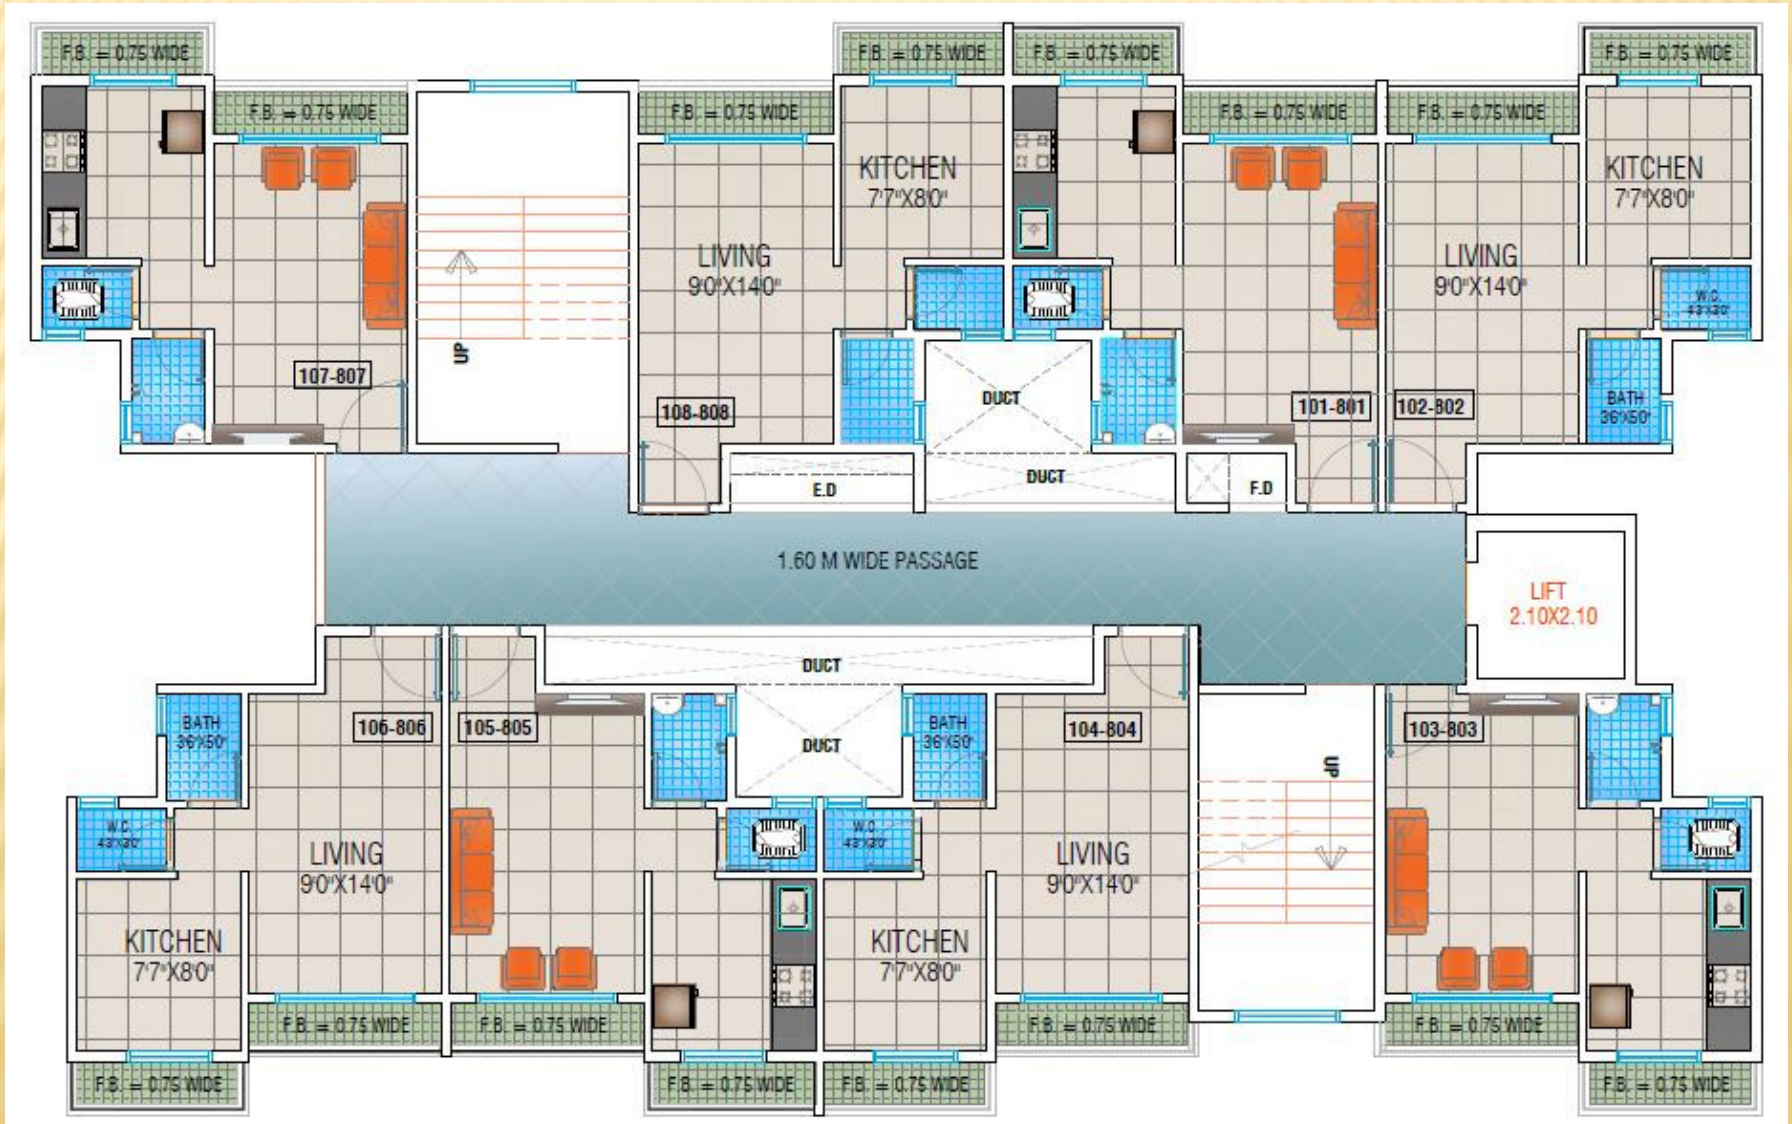 F.B. = 0.75 WIDE
F.B. = 0.75 WIDE
F.B. = 0.75 WIDE
F.B. = 0.75 WIDE
F.B. = 0.75 WIDE
F.B. = 0.75 WIDE
F.B. = 0.75 WIDE
F.B. = 0.75 WIDE
KITCHEN
7'7"X8'0"
KITCHEN
7'7"X8'0"
LIVING
9'0"X14'0"
LIVING
9'0"X14'0"
W.C.
4'3"X3'0"
UP
107-807
108-808
DUCT
101-801
102-802
BATH
3'6"X5'0"
E.D
DUCT
F.D
1.60 M WIDE PASSAGE
LIFT
2.10X2.10
DUCT
BATH
3'6"X5'0"
106-806
105-805
DUCT
BATH
3'6"X5'0"
104-804
103-803
UP
W.C.
4'3"X3'0"
LIVING
9'0"X14'0"
W.C.
4'3"X3'0"
LIVING
9'0"X14'0"
KITCHEN
7'7"X8'0"
KITCHEN
7'7"X8'0"
F.B. = 0.75 WIDE
F.B. = 0.75 WIDE
F.B. = 0.75 WIDE
F.B. = 0.75 WIDE
F.B. = 0.75 WIDE
F.B. = 0.75 WIDE
F.B. = 0.75 WIDE
F.B. = 0.75 WIDE